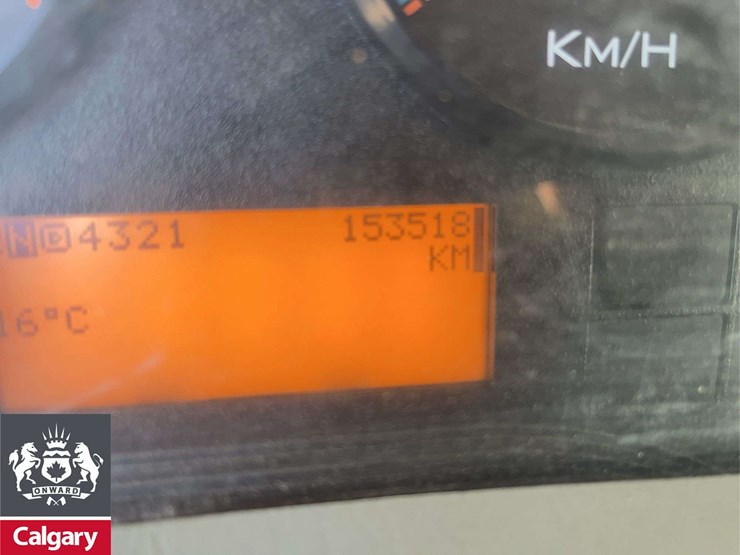 KM/H
N D 4321 153518
KM
16°C
ONWARD
Calgary